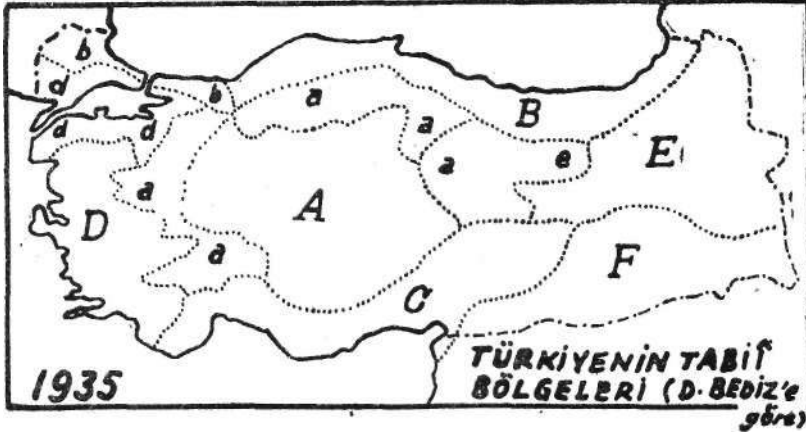 b
d
b
a
B
d
d
a
e
E
a
a
A
D
a
F
C
1935
TÜRKİYENİN TABİÎ
BÖLGELERİ (D. BEDİZ'e
göre)